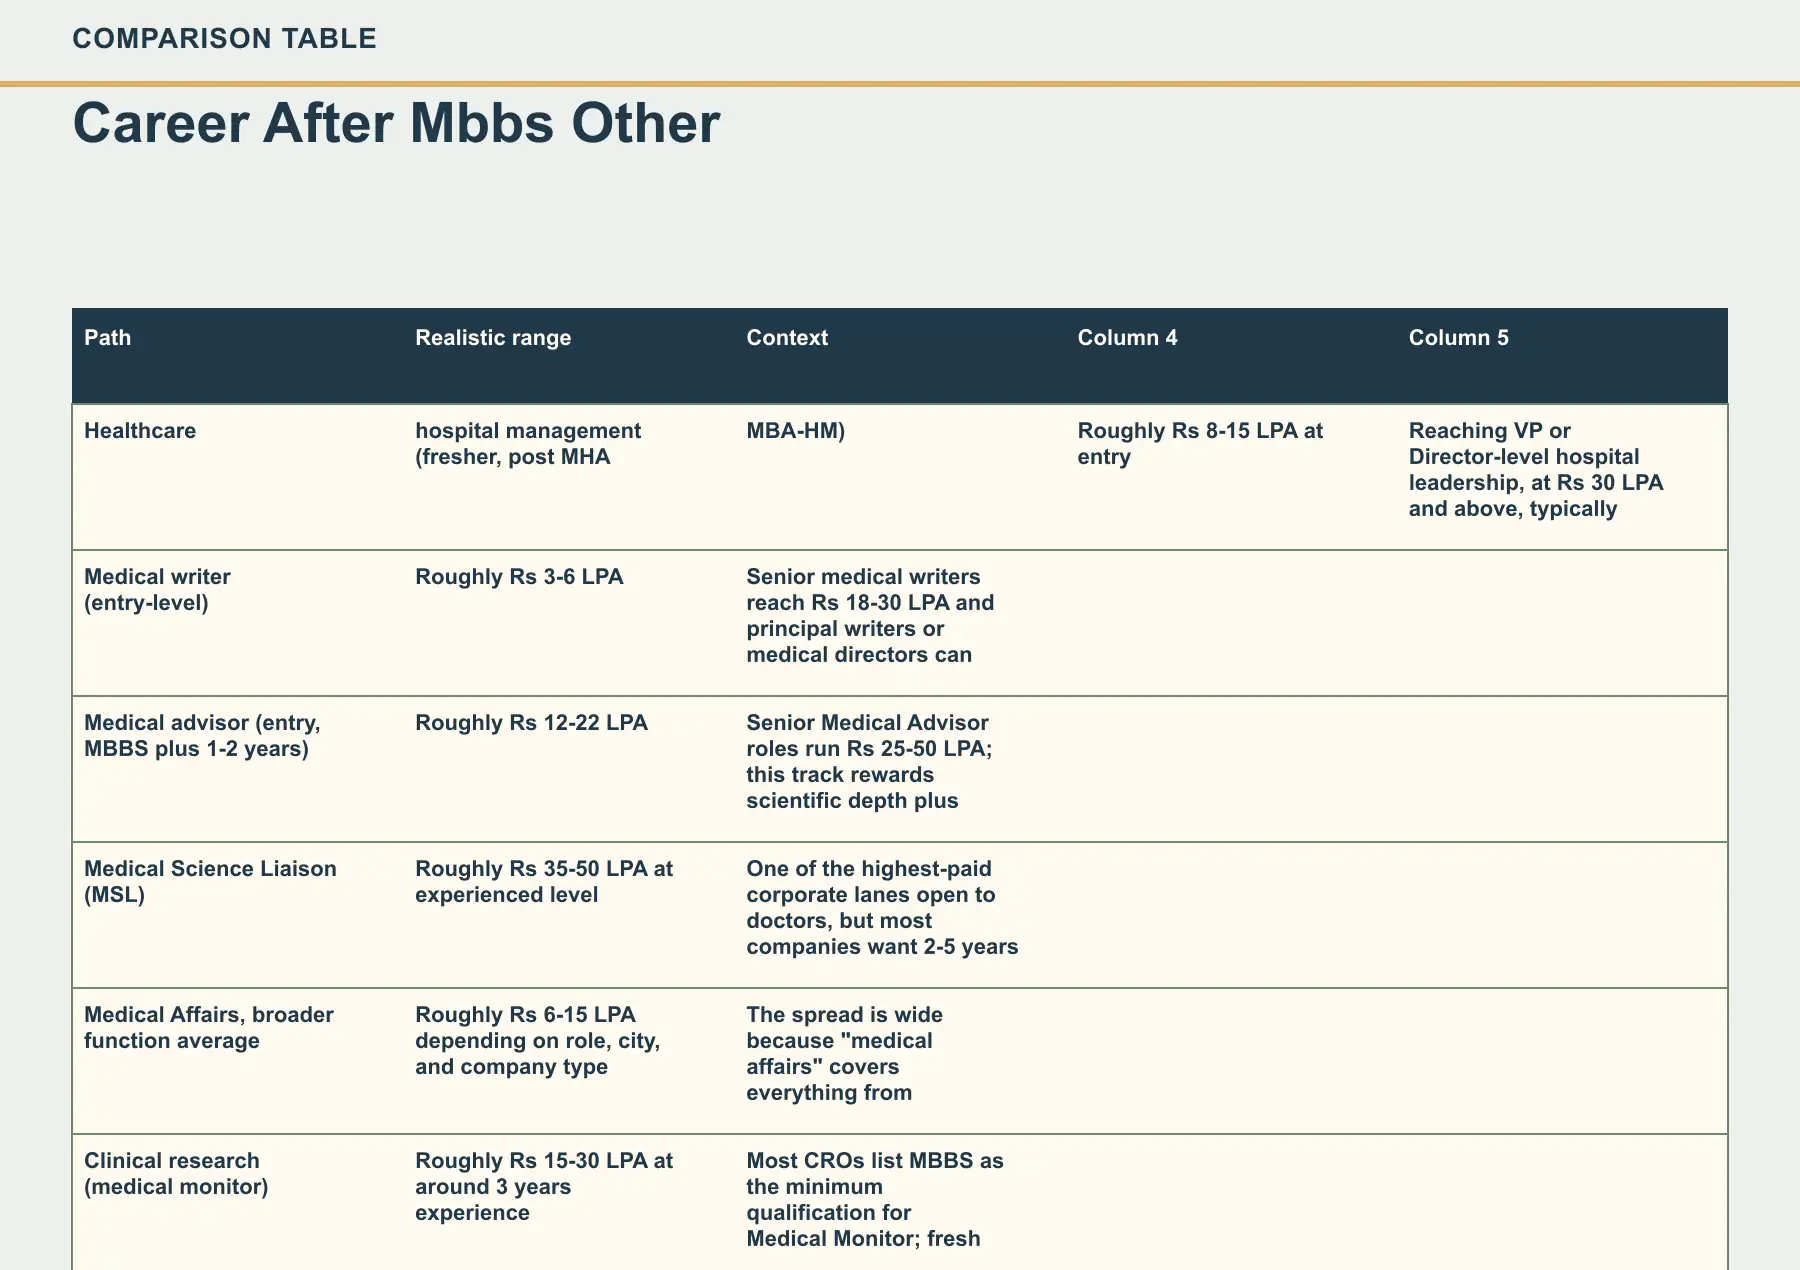 COMPARISON TABLE
Career After Mbbs Other
Path
Realistic range
Context
Column 4
Column 5
Healthcare
hospital management
(fresher, post MHA
MBA-HM)
Roughly Rs 8-15 LPA at
entry
Reaching VP or
Director-level hospital
leadership, at Rs 30 LPA
and above, typically
Medical writer
(entry-level)
Roughly Rs 3-6 LPA
Senior medical writers
reach Rs 18-30 LPA and
principal writers or
medical directors can
Medical advisor (entry,
MBBS plus 1-2 years)
Roughly Rs 12-22 LPA
Senior Medical Advisor
roles run Rs 25-50 LPA;
this track rewards
scientific depth plus
Medical Science Liaison
(MSL)
Roughly Rs 35-50 LPA at
experienced level
One of the highest-paid
corporate lanes open to
doctors, but most
companies want 2-5 years
Medical Affairs, broader
function average
Roughly Rs 6-15 LPA
depending on role, city,
and company type
The spread is wide
because "medical
affairs" covers
everything from
Clinical research
(medical monitor)
Roughly Rs 15-30 LPA at
around 3 years
experience
Most CROs list MBBS as
the minimum
qualification for
Medical Monitor; fresh